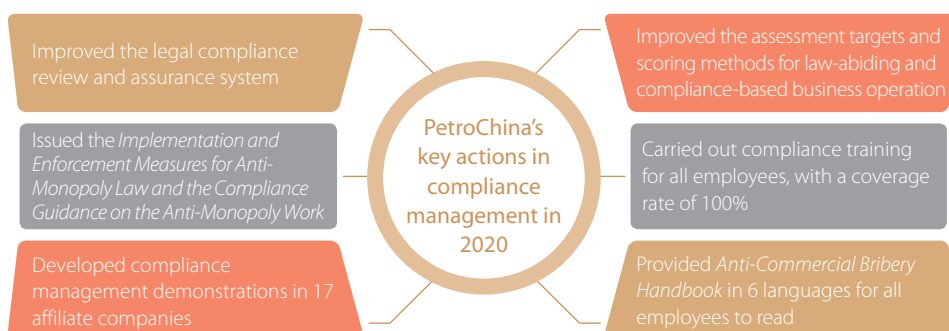 Improved the legal compliance
review and assurance system
Issued the Implementation and
Enforcement Measures for Anti-
Monopoly Law and the Compliance
Guidance on the Anti-Monopoly Work
Developed compliance
management demonstrations in 17
affiliate companies
PetroChina's
key actions in
compliance
management in
2020
Improved the assessment targets and
scoring methods for law-abiding and
compliance-based business operation
Carried out compliance training
for all employees, with a coverage
rate of 100%
Provided Anti-Commercial Bribery
Handbook in 6 languages for all
employees to read